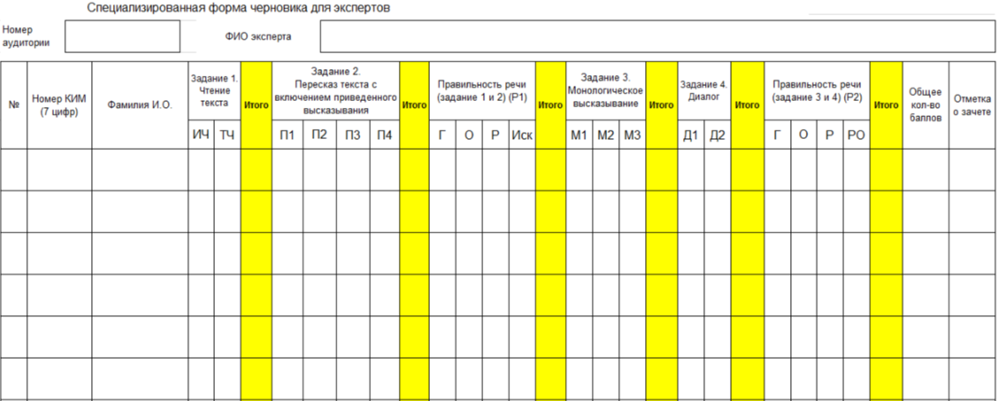 Специализированная форма черновика для экспертов
Номер
аудитории
ФИО эксперта
№
Номер КИМ
(7 цифр)
Фамилия И.О.
Задание 1.
Чтение
текста
Итого
Задание 2.
Пересказ текста с
включением приведенного
высказывания
Итого
Правильность речи
(задание 1 и 2) (Р1)
Итого
Задание 3.
Монологическое
высказывание
Итого
Задание 4.
Диалог
Итого
Правильность речи
(задание 3 и 4) (Р2)
Итого
Общее
кол-во
баллов
Отметка
о зачете
ИЧ ТЧ П1 П2 П3 П4 Г О Р Иск М1 М2 М3 Д1 Д2 Г О Р РО